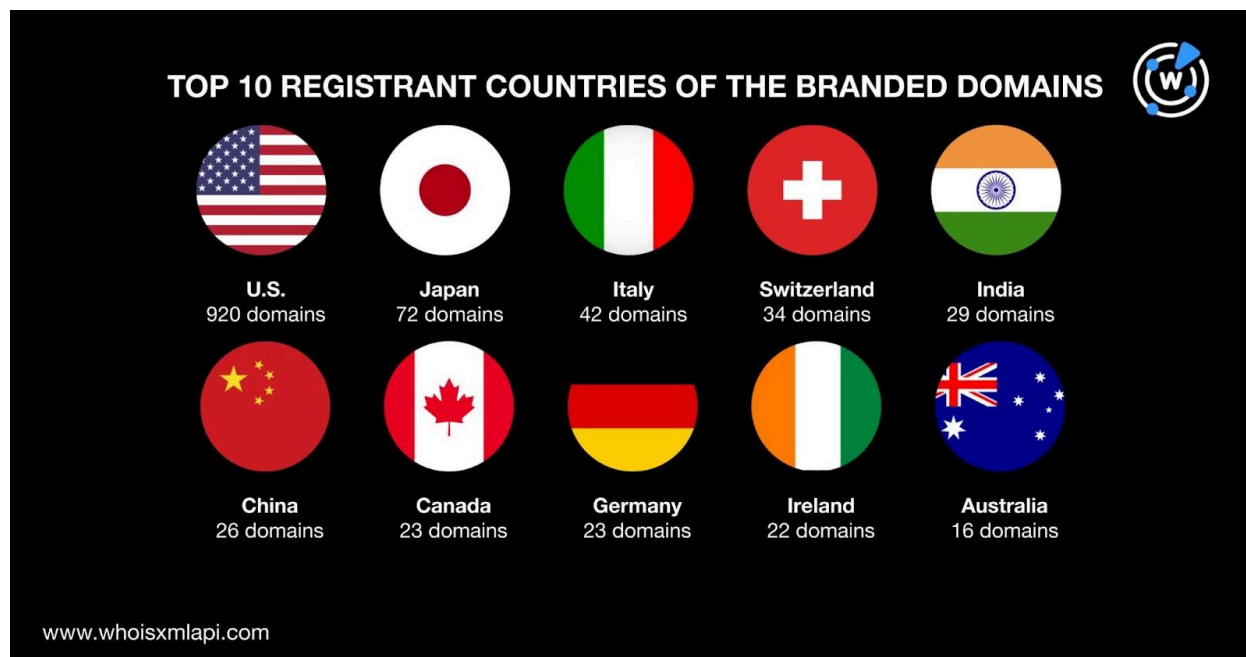 TOP 10 REGISTRANT COUNTRIES OF THE BRANDED DOMAINS
W
U.S.
920 domains
Japan
72 domains
Italy
42 domains
Switzerland
34 domains
India
29 domains
China
26 domains
Canada
23 domains
Germany
23 domains
Ireland
22 domains
Australia
16 domains
www.whoisxmlapi.com